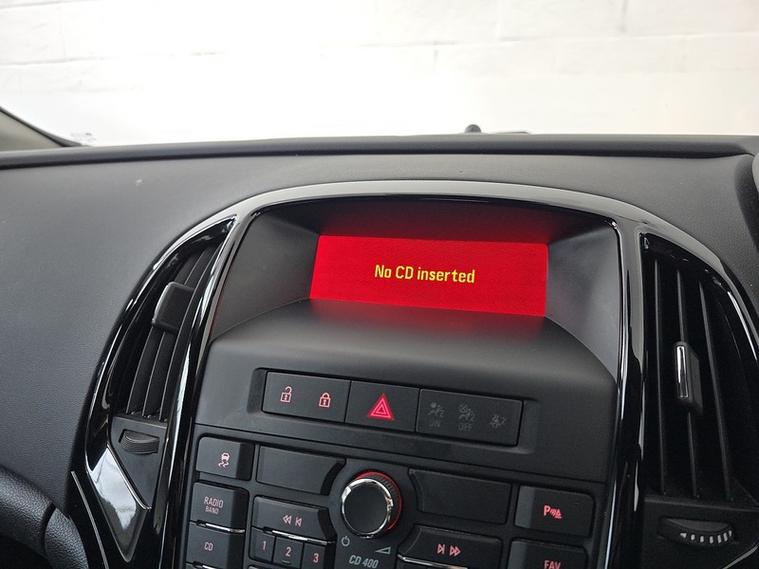 No CD inserted
ON
OFF
RADIO
BAND
CD
1 2 3
CD 400
P
FAV